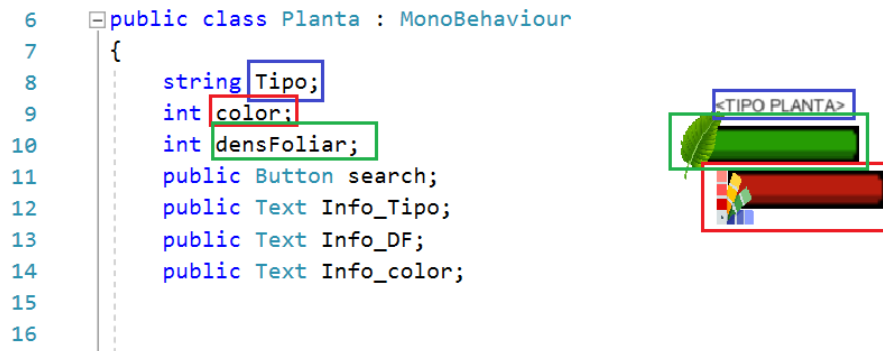 6 public class Planta : MonoBehaviour
7 {
8 string Tipo;
9 int color;
10 int densFoliar;
11 public Button search;
12 public Text Info_Tipo;
13 public Text Info_DF;
14 public Text Info_color;
15
16
<TIPO PLANTA>